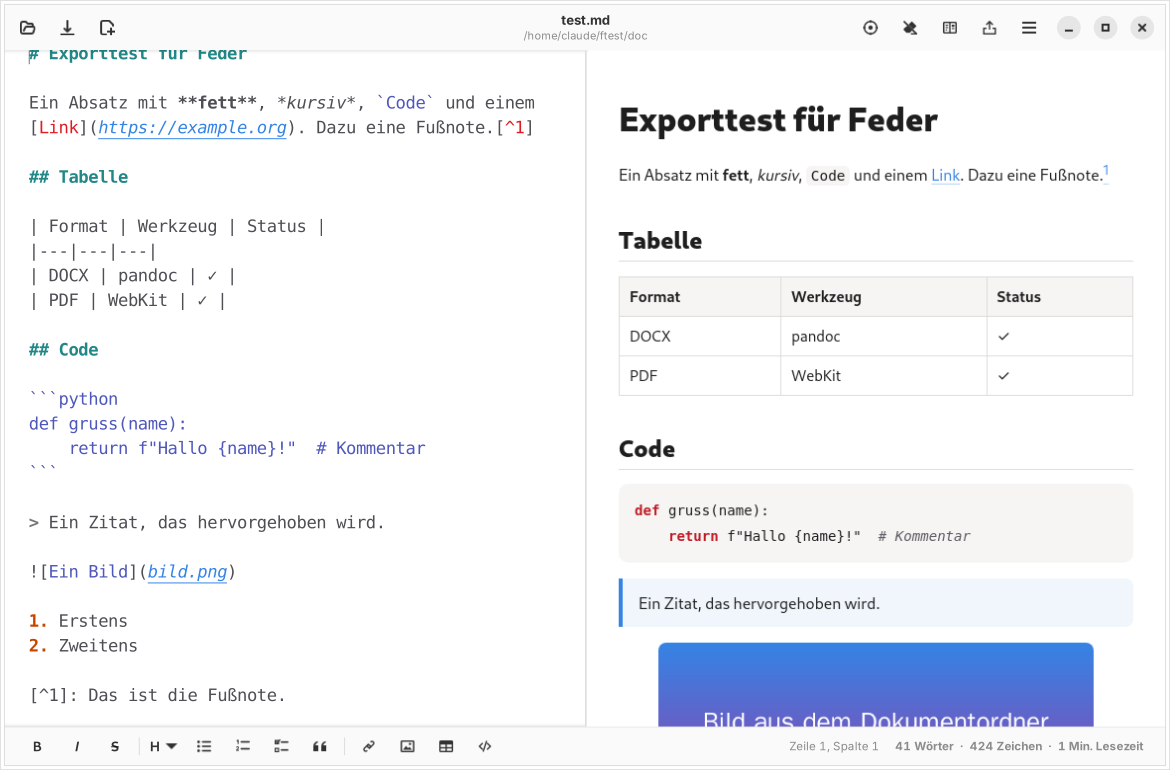 test.md
/home/claude/ftest/doc
# Exporttest für Feder
Ein Absatz mit **fett**, *kursiv*, `Code` und einem
[Link](https://example.org). Dazu eine Fußnote.[^1]
## Tabelle
| Format | Werkzeug | Status |
|---|---|---|
| DOCX | pandoc | ✓ |
| PDF | WebKit | ✓ |
## Code
```python
def gruss(name):
    return f"Hallo {name}!"  # Kommentar
```
> Ein Zitat, das hervorgehoben wird.
![Ein Bild](bild.png)
1. Erstens
2. Zweitens
[^1]: Das ist die Fußnote.
Exporttest für Feder
Ein Absatz mit fett, kursiv, Code und einem Link. Dazu eine Fußnote.1
Tabelle
Format Werkzeug Status
DOCX pandoc ✓
PDF WebKit ✓
Code
def gruss(name):
    return f"Hallo {name}!"  # Kommentar
Ein Zitat, das hervorgehoben wird.
Bild aus dem Dokumentordner
B I S H
Zeile 1, Spalte 1 41 Wörter · 424 Zeichen · 1 Min. Lesezeit